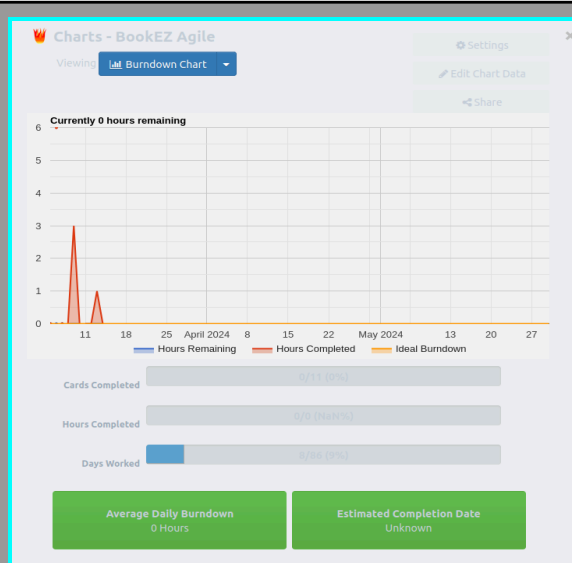 Charts - BookEZ Agile
Settings
Viewing Burndown Chart
Edit Chart Data
Share
Currently 0 hours remaining
6
5
4
3
2
1
0
11 18 25 April 2024 8 15 22 May 2024 13 20 27
Hours Remaining Hours Completed Ideal Burndown
Cards Completed 0/11 (0%)
Hours Completed 0/0 (NaN%)
Days Worked
Average Daily Burndown
0 Hours
Estimated Completion Date
Unknown